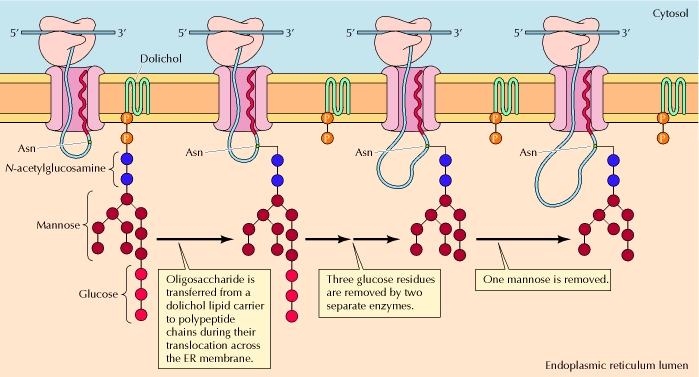 Cytosol
5′ 3′ 5′ 3′ 5′ 3′ 5′ 3′
Dolichol
P P P P
P P P P
Asn Asn Asn Asn
N-acetylglucosamine
Mannose
Glucose
Oligosaccharide is
transferred from a
dolichol lipid carrier
to polypeptide
chains during their
translocation across
the ER membrane.
Three glucose residues
are removed by two
separate enzymes.
One mannose is removed.
Endoplasmic reticulum lumen